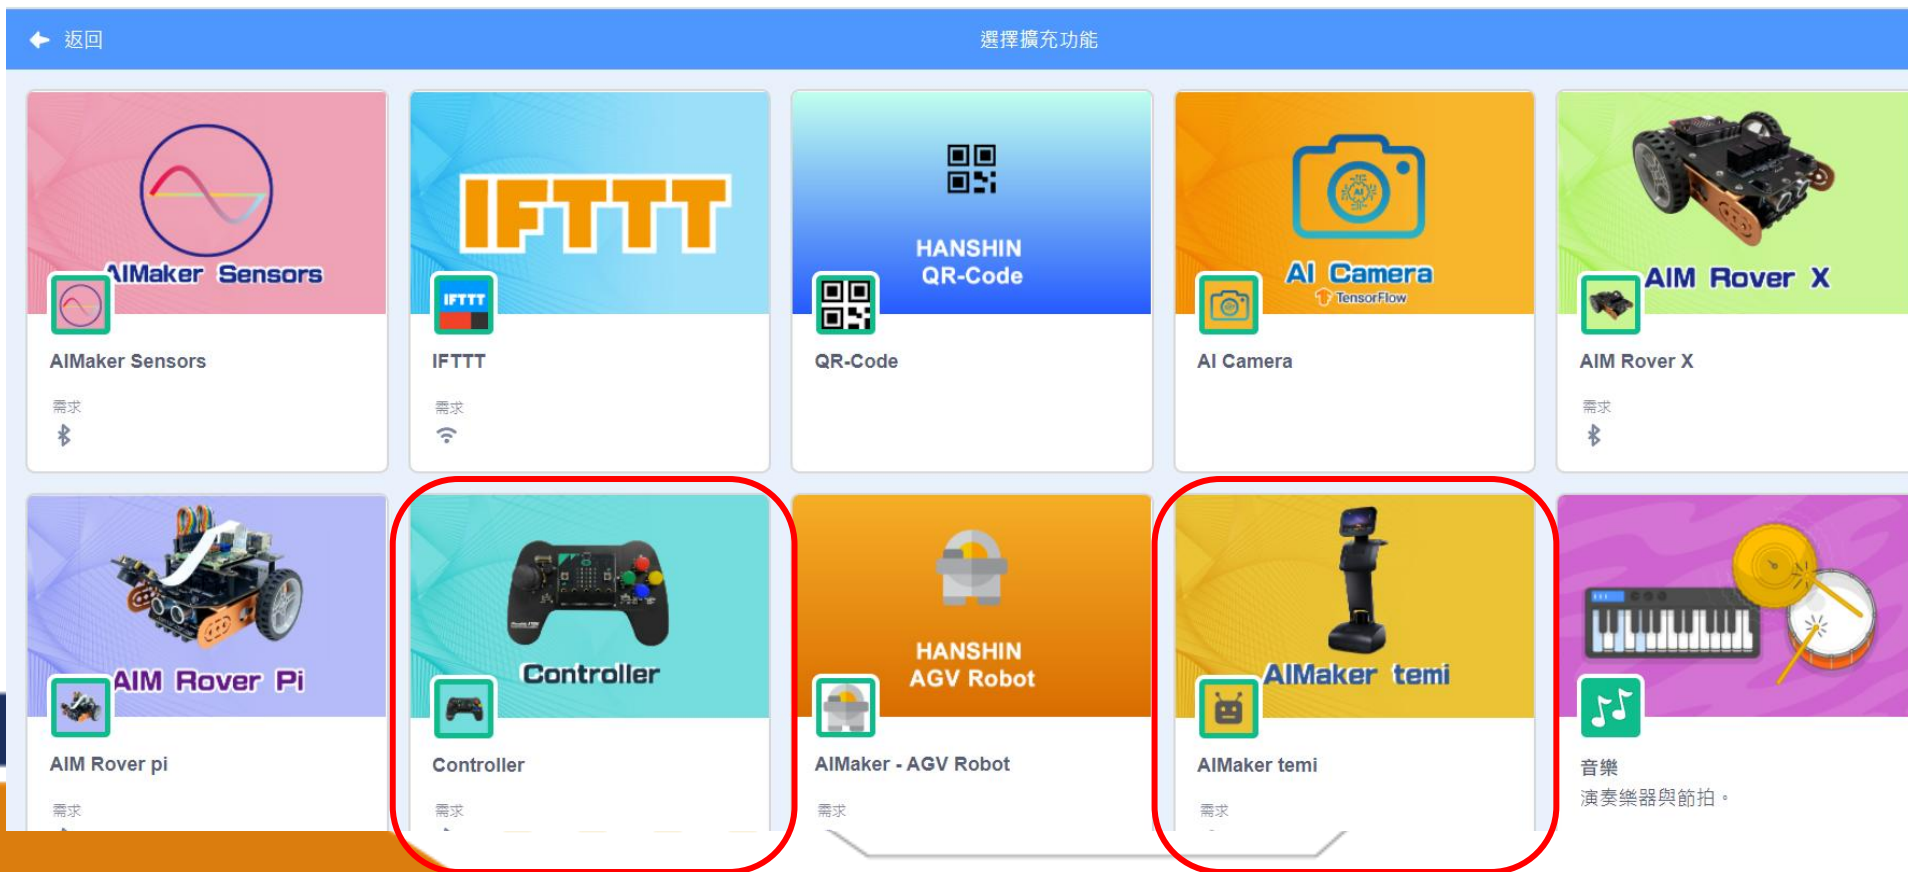 返回
選擇擴充功能
AIMaker Sensors
IFTTT
HANSHIN
QR-Code
AI Camera
TensorFlow
AIM Rover X
IFTTT
AIMaker Sensors
IFTTT
QR-Code
AI Camera
AIM Rover X
需求
需求
需求
AIM Rover Pi
Controller
HANSHIN
AGV Robot
AIMaker temi
AIM Rover pi
Controller
AIMaker - AGV Robot
AIMaker temi
音樂
演奏樂器與節拍。
需求
需求
需求
需求